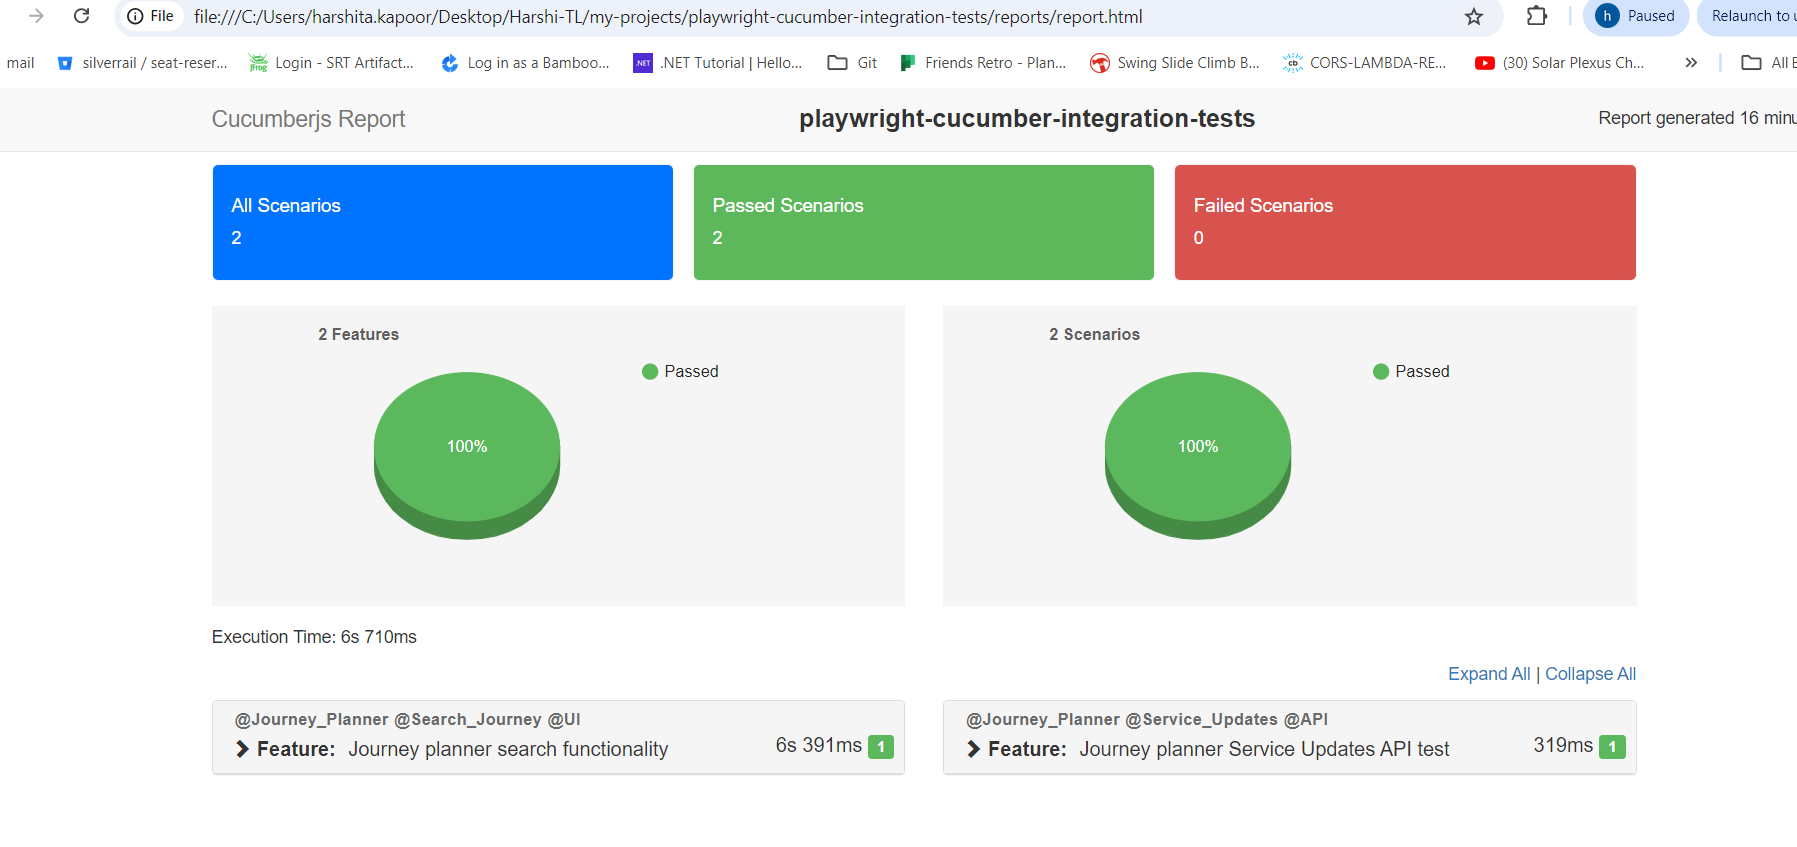 File file:///C:/Users/harshita.kapoor/Desktop/Harshi-TL/my-projects/playwright-cucumber-integration-tests/reports/report.html h Paused Relaunch to
mail silverrail / seat-reser... Login - SRT Artifact... Log in as a Bamboo... .NET .NET Tutorial | Hello... Git Friends Retro - Plan... Swing Slide Climb B... CORS-LAMBDA-RE... (30) Solar Plexus Ch... » All
Cucumberjs Report playwright-cucumber-integration-tests Report generated 16
All Scenarios
2
Passed Scenarios
2
Failed Scenarios
0
2 Features
Passed
100%
2 Scenarios
Passed
100%
Execution Time: 6s 710ms
Expand All | Collapse All
@Journey_Planner @Search_Journey @UI
Feature: Journey planner search functionality 6s 391ms 1
@Journey_Planner @Service_Updates @API
Feature: Journey planner Service Updates API test 319ms 1